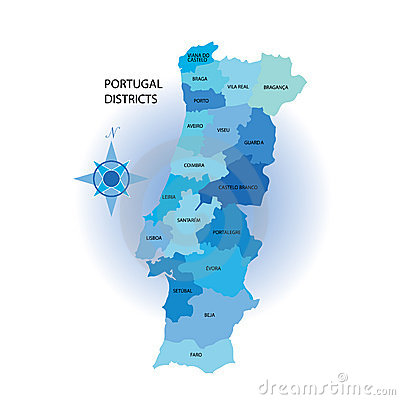 PORTUGAL
DISTRICTS
N
VIANA DO
CASTELO
BRAGA
VILA REAL
BRAGANÇA
PORTO
AVEIRO
VISEU
GUARDA
COIMBRA
CASTELO BRANCO
LEIRIA
SANTARÉM
LISBOA
PORTALEGRE
ÉVORA
SETÚBAL
BEJA
FARO
© dreamstime.com